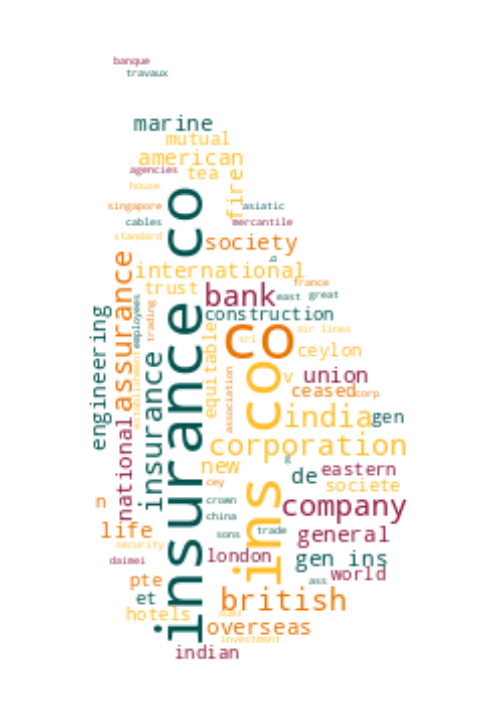 banque
travaux
marine
mutual
american
agencies
tea
house
fire
singapore
asiatic
cables
mercantile
standard
society
insurance co
international
trust
bank
east
great
france
assurance
employees
trading
construction
engineering
co
air lines
sri
equitable
ceylon
insurance
establishment
association
v
union
ceased
corp
ins co
india
gen
national
corporation
new
de
eastern
cey
societe
n
crown
company
china
life
sons
trade
general
security
london
gen ins
daimei
world
pte
ass
et
british
hotels
overseas
investment
indian